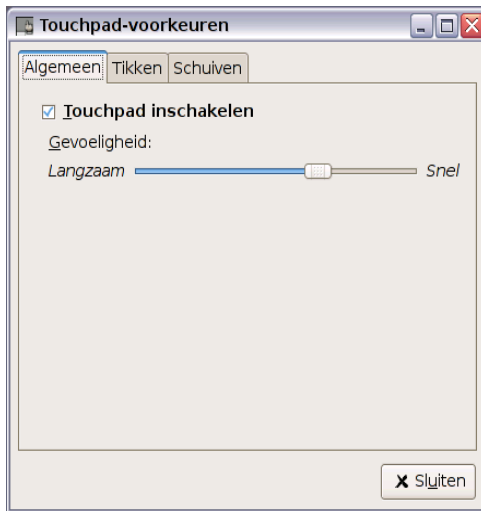 Touchpad-voorkeuren
Algemeen Tikken Schuiven
Touchpad inschakelen
Gevoeligheid:
Langzaam Snel
Sluiten